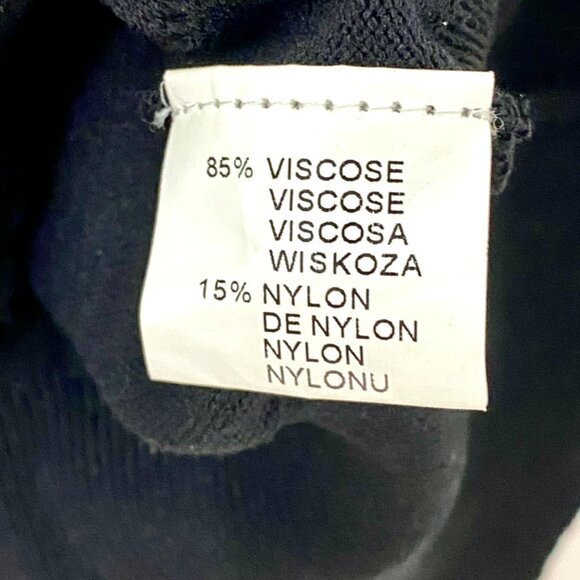 85% VISCOSE
VISCOSE
VISCOSA
WISKOZA
15% NYLON
DE NYLON
NYLON
NYLONU